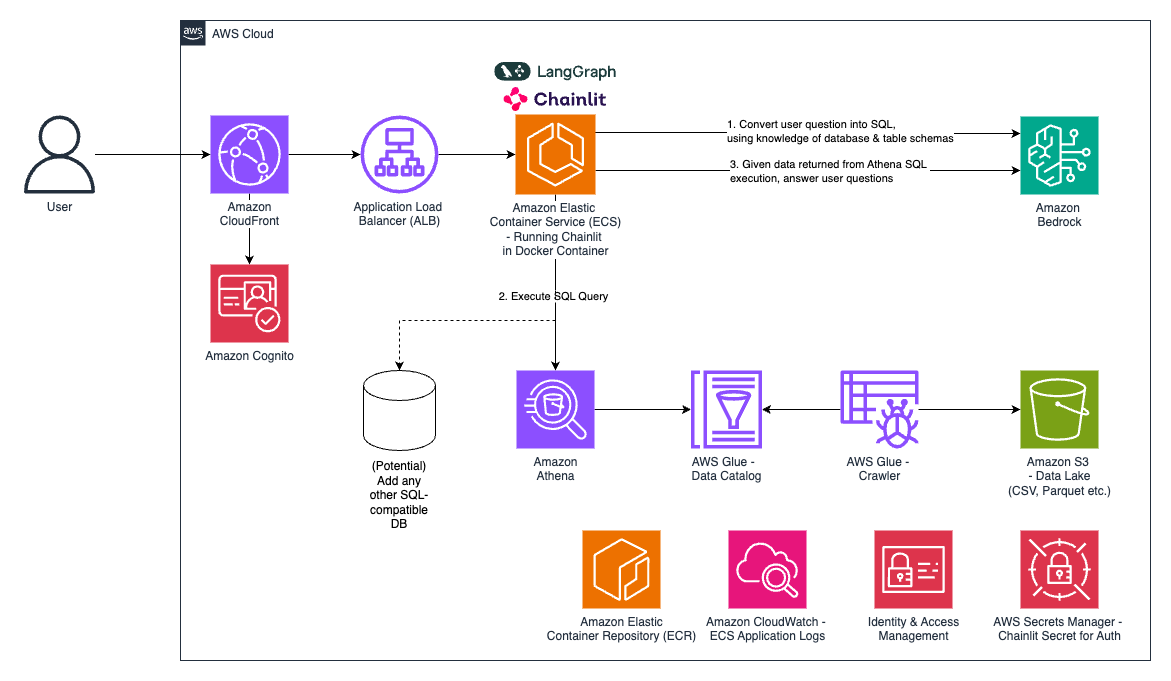 aws
AWS Cloud
LangGraph
Chainlit
1. Convert user question into SQL,
using knowledge of database & table schemas
3. Given data returned from Athena SQL
execution, answer user questions
User
Amazon
CloudFront
Application Load
Balancer (ALB)
Amazon Elastic
Container Service (ECS)
- Running Chainlit
in Docker Container
Amazon
Bedrock
2. Execute SQL Query
Amazon Cognito
(Potential)
Add any
other SQL-
compatible
DB
Amazon
Athena
AWS Glue -
Data Catalog
AWS Glue -
Crawler
Amazon S3
- Data Lake
(CSV, Parquet etc.)
Amazon Elastic
Container Repository (ECR)
Amazon CloudWatch -
ECS Application Logs
Identity & Access
Management
AWS Secrets Manager -
Chainlit Secret for Auth